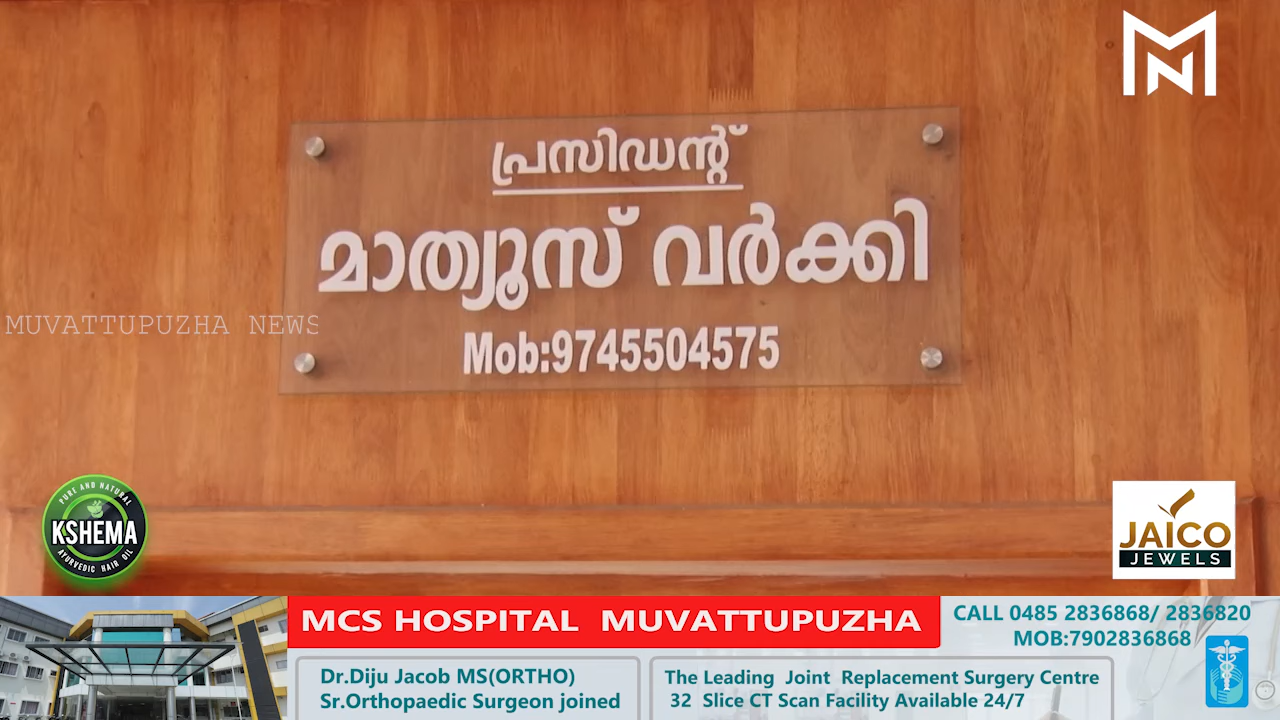 MN
പ്രസിഡന്റ്
മാത്യൂസ് വർക്കി
Mob:9745504575
MUVATTUPUZHA NEWS
PURE AND NATURAL
KSHEMA
AYURVEDIC HAIR OIL
JAICO
JEWELS
MCS HOSPITAL MUVATTUPUZHA
CALL 0485 2836868/ 2836820
MOB:7902836868
Dr.Diju Jacob MS(ORTHO)
Sr.Orthopaedic Surgeon joined
The Leading Joint Replacement Surgery Centre
32 Slice CT Scan Facility Available 24/7